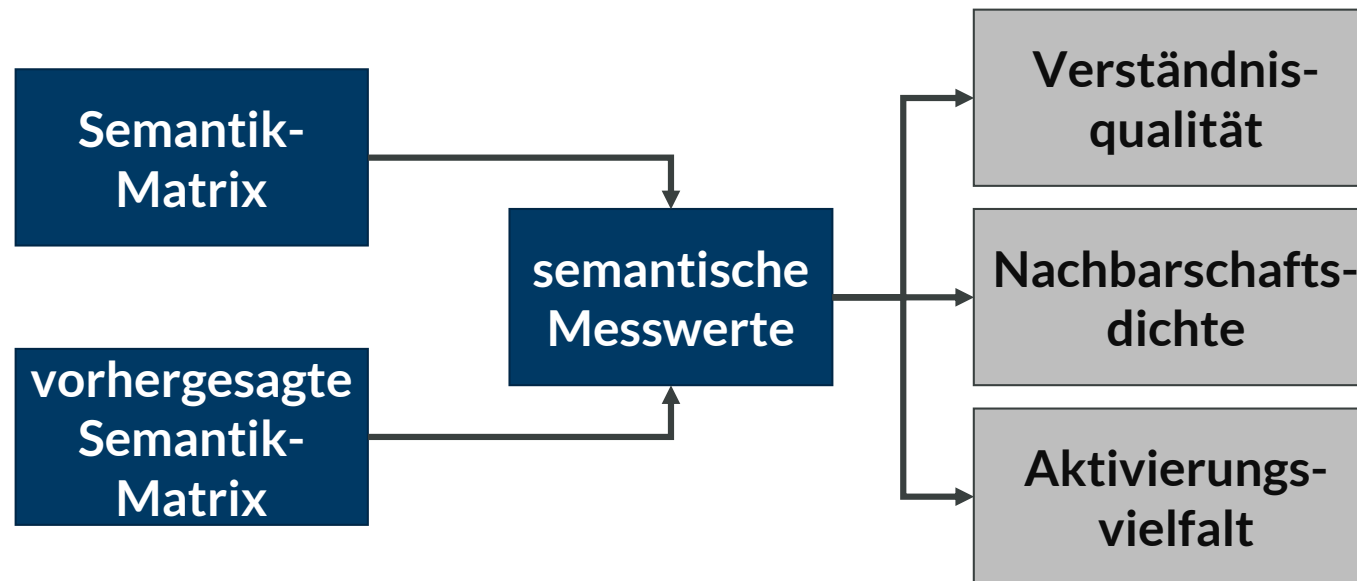 Semantik-
Matrix
vorhergesagte
Semantik-
Matrix
semantische
Messwerte
Verständnis-
qualität
Nachbarschafts-
dichte
Aktivierungs-
vielfalt